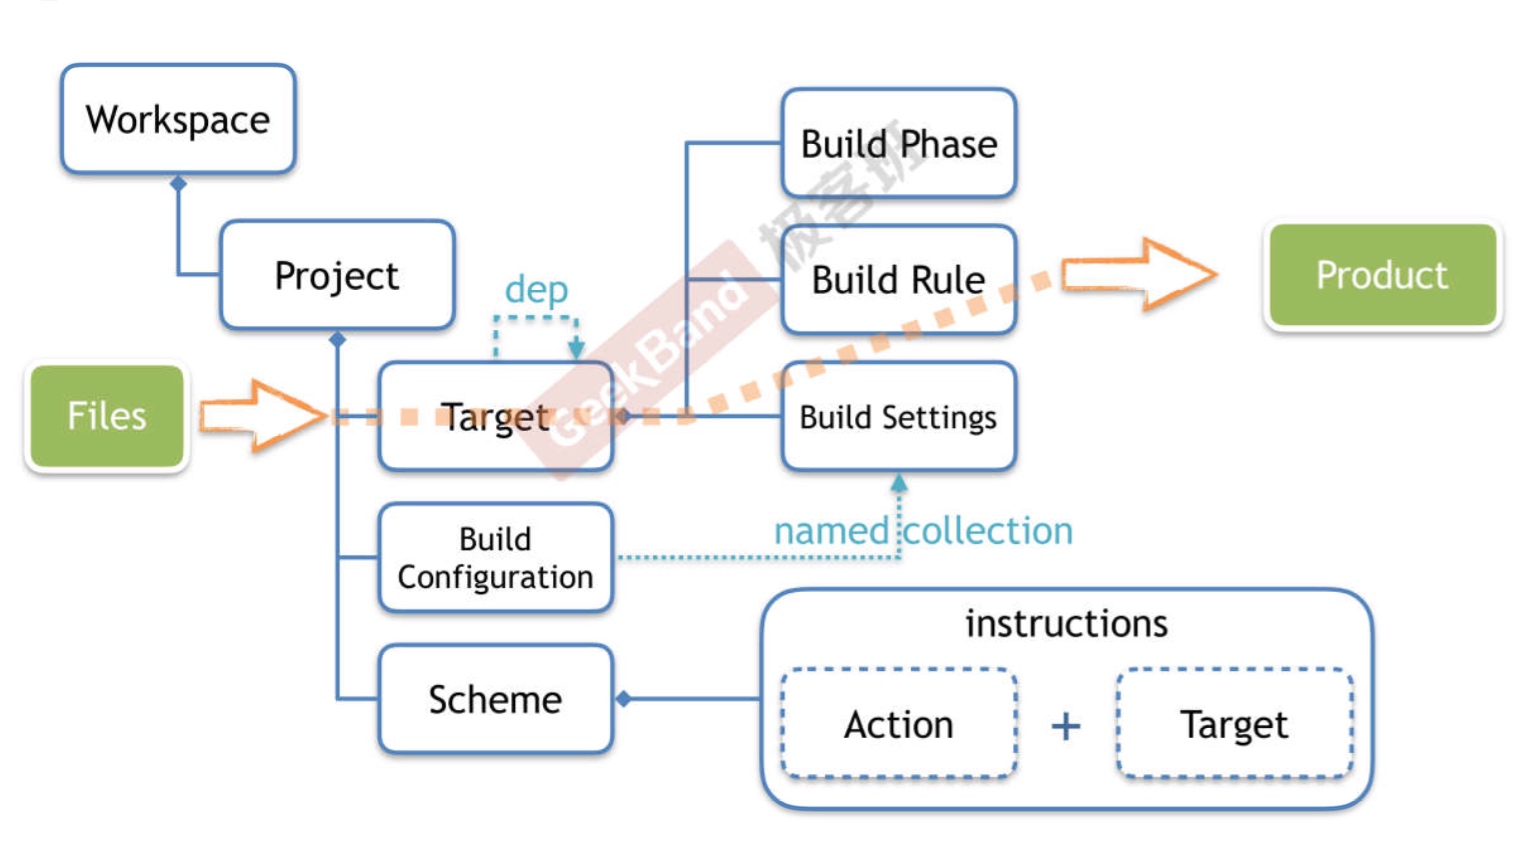 Workspace
Project
Files
dep
Target
Build
Configuration
Scheme
Build Phase
Build Rule
Build Settings
named collection
instructions
Action
+
Target
Product
GeekBand
极客班